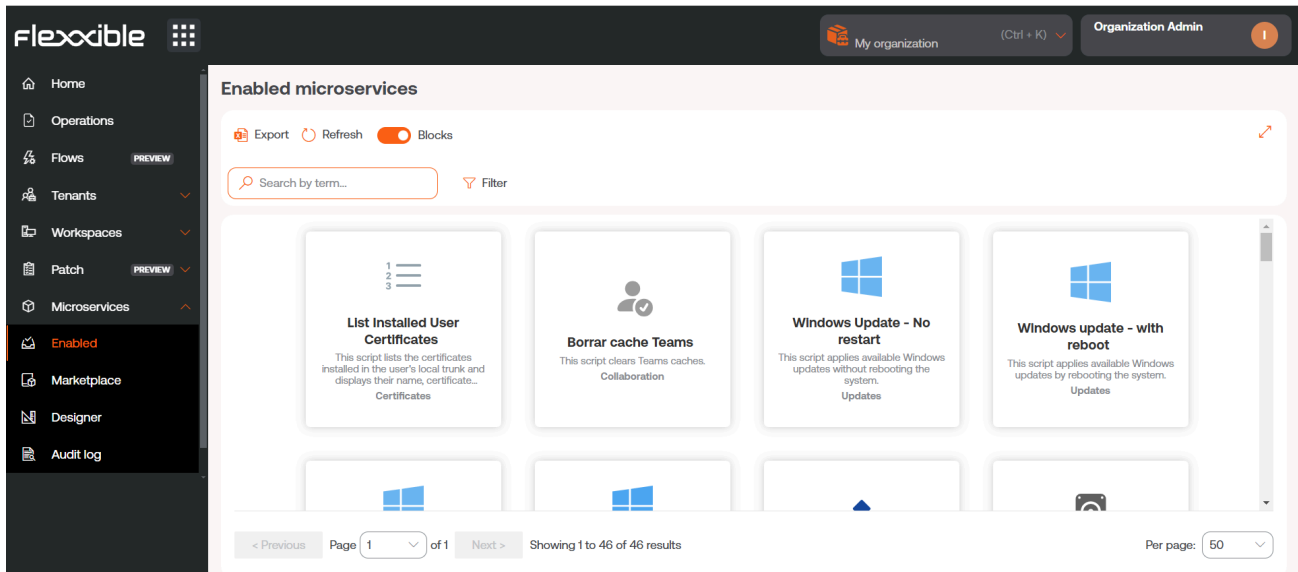 Flexxible
My organization
(Ctrl + K)
Organization Admin
I
Home
Operations
Flows PREVIEW
Tenants
Workspaces
Patch PREVIEW
Microservices
Enabled
Marketplace
Designer
Audit log
Enabled microservices
Export Refresh Blocks
Search by term... Filter
1
2
3
List Installed User
Certificates
This script lists the certificates
installed in the user's local trunk and
displays their name, certificate...
Certificates
Borrar cache Teams
This script clears Teams caches.
Collaboration
Windows Update - No
restart
This script applies available Windows
updates without rebooting the
system.
Updates
Windows update - with
reboot
This script applies available Windows
updates by rebooting the system.
Updates
< Previous Page 1 of 1 Next > Showing 1 to 46 of 46 results Per page: 50